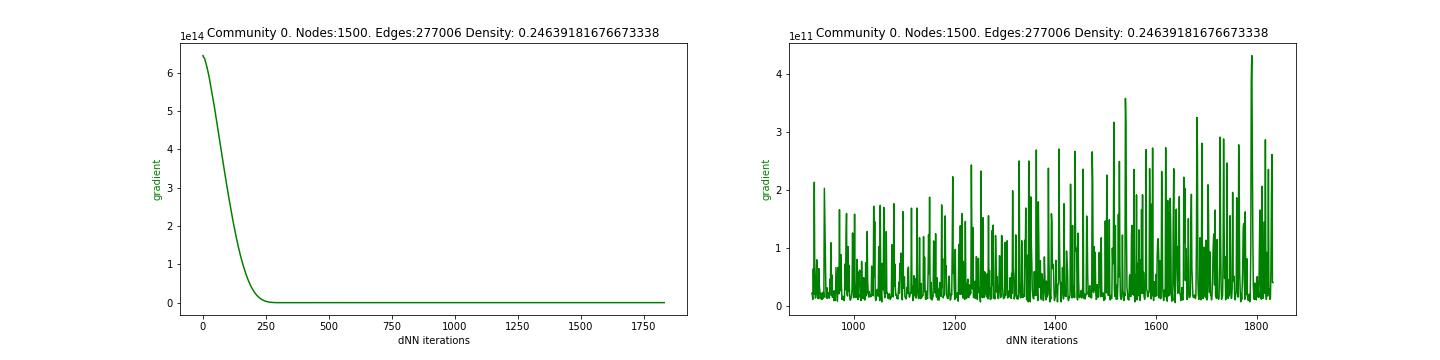 1e14 Community 0. Nodes:1500. Edges:277006 Density: 0.24639181676673338
6
5
4
3
2
1
0
gradient
0 250 500 750 1000 1250 1500 1750
dNN iterations
1e11 Community 0. Nodes:1500. Edges:277006 Density: 0.24639181676673338
4
3
2
1
0
gradient
1000 1200 1400 1600 1800
dNN iterations